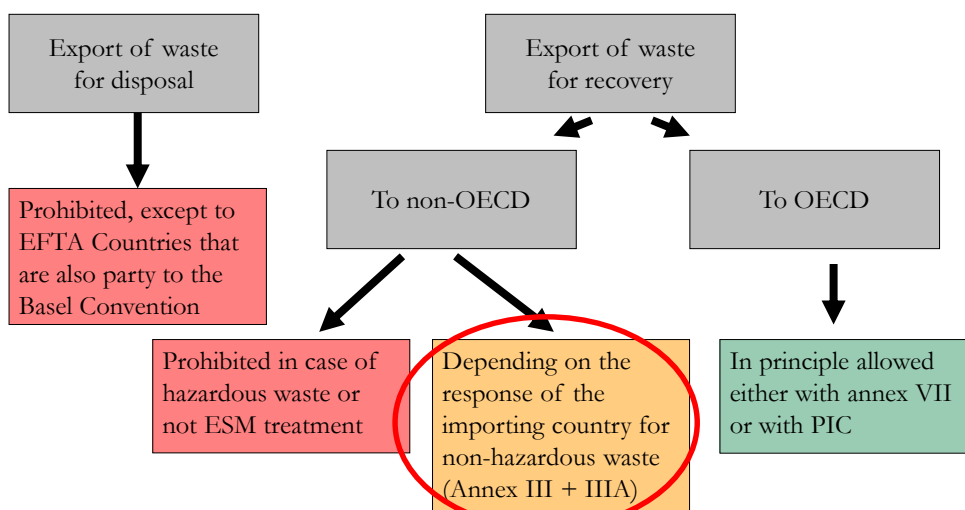 Export of waste
for disposal
Export of waste
for recovery
To non-OECD
To OECD
Prohibited, except to
EFTA Countries that
are also party to the
Basel Convention
Prohibited in case of
hazardous waste or
not ESM treatment
Depending on the
response of the
importing country for
non-hazardous waste
(Annex III + IIIA)
In principle allowed
either with annex VII
or with PIC